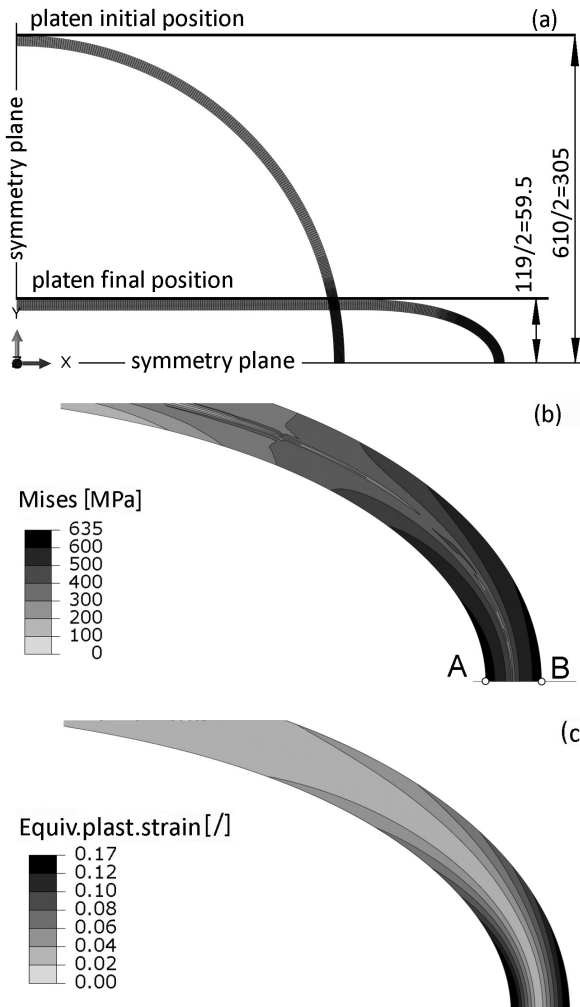 platen initial position
(a)
symmetry plane
119/2=59.5
610/2=305
platen final position
Y
X
symmetry plane
(b)
Mises [MPa]
635
600
500
400
300
200
100
0
A
B
(c
Equiv.plast.strain[/]
0.17
0.12
0.10
0.08
0.06
0.04
0.02
0.00